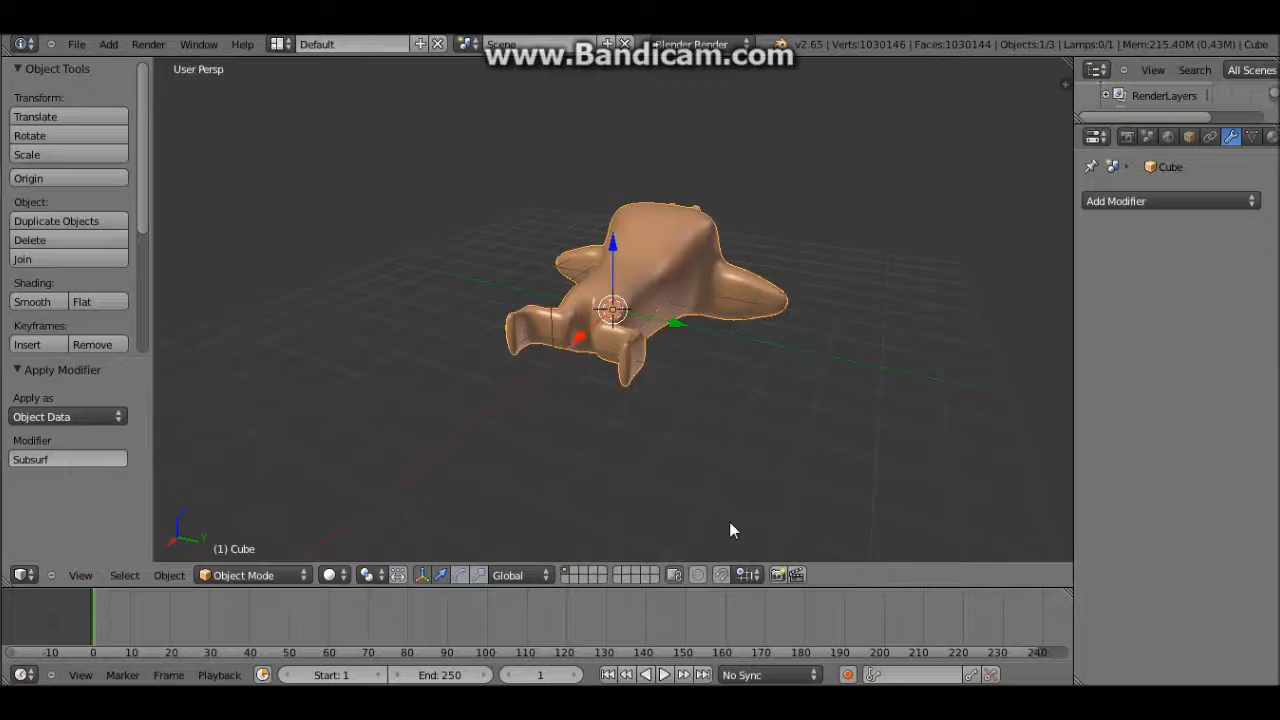 www.Bandicam.com
File Add Render Window Help Default Scene Blender Render v2.65 | Verts:1030146 | Faces:1030144 | Objects:1/3 | Lamps:0/1 | Mem:215.40M (0.43M) | Cube
Object Tools
User Persp
View Search All Scenes
Transform:
RenderLayers
Translate
Rotate
Scale
Cube
Origin
Add Modifier
Object:
Duplicate Objects
Delete
Join
Shading:
Smooth Flat
Keyframes:
Insert Remove
Apply Modifier
Apply as
Object Data
Modifier
Subsurf
z
y
(1) Cube
View Select Object Object Mode Global
-10 0 10 20 30 40 50 60 70 80 90 100 110 120 130 140 150 160 170 180 190 200 210 220 230 240
View Marker Frame Playback Start: 1 End: 250 1 No Sync